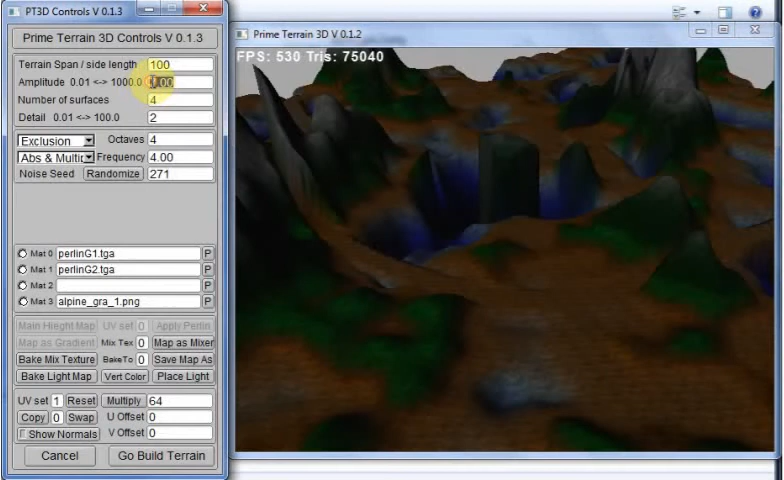 PT3D Controls V 0.1.3
Prime Terrain 3D Controls V 0.1.3
Terrain Span / side length 100
Amplitude 0.01 <-> 1000.0
Number of surfaces 4
Detail 0.01 <-> 100.0 2
Exclusion Octaves 4
Abs & Multi Frequency 4.00
Noise Seed Randomize 271
Mat 0 perlinG1.tga P
Mat 1 perlinG2.tga P
Mat 2 P
Mat 3 alpine_gra_1.png P
Main Hieght Map UV set 0 Apply Perlin
Map as Gradient Mix Tex 0 Map as Mixer
Bake Mix Texture BakeTo 0 Save Map As
Bake Light Map Vert Color Place Light
UV set 1 Reset Multiply 64
Copy 0 Swap U Offset 0
Show Normals V Offset 0
Cancel Go Build Terrain
Prime Terrain 3D V 0.1.2
FPS: 530 Tris: 75040